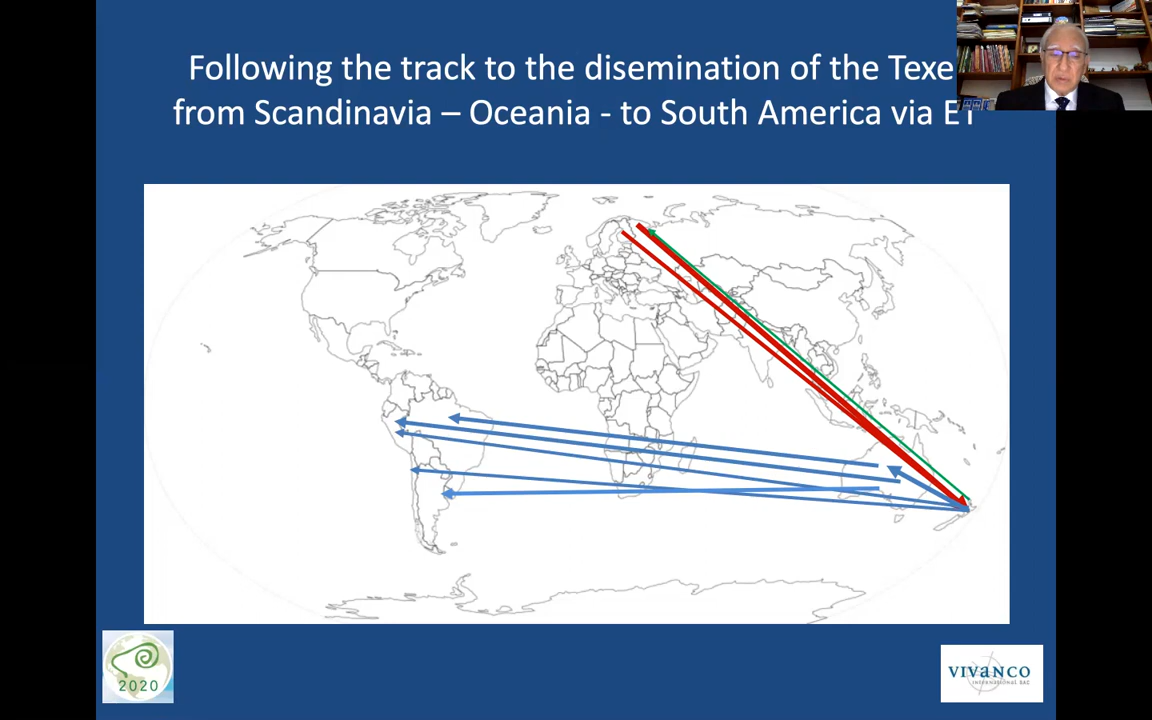 Following the track to the disemination of the Texe
from Scandinavia – Oceania - to South America via ET
2020
VIVANCO
INTERNATIONAL SAC